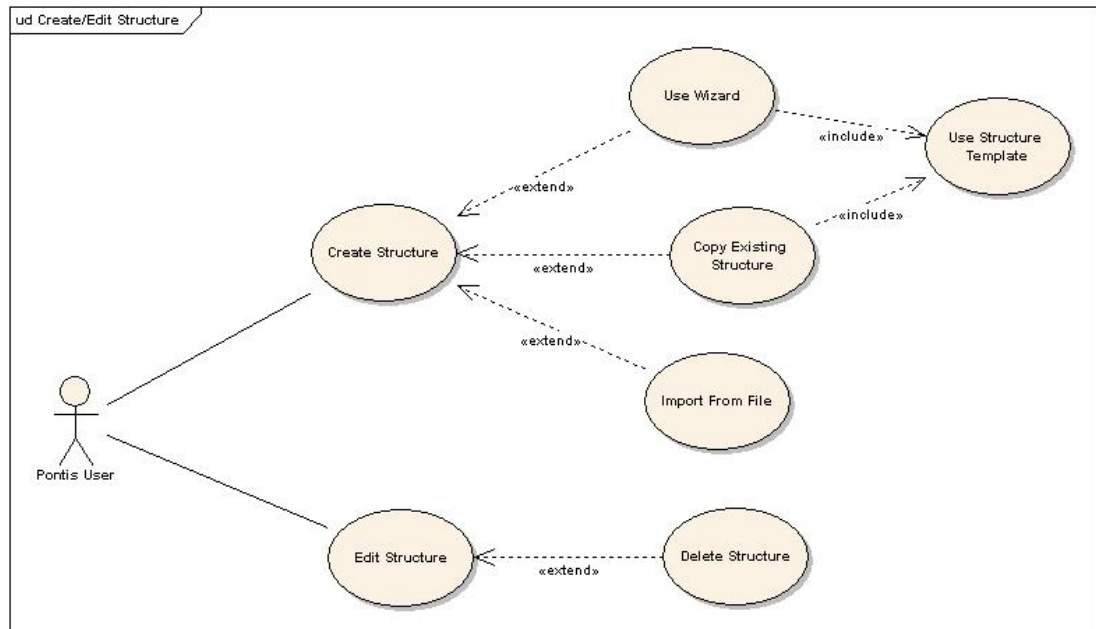 ud Create/Edit Structure
Use Wizard
«include»
Use Structure
Template
«extend»
«include»
Create Structure
Copy Existing
Structure
«extend»
«extend»
Import From File
Pontis User
Edit Structure
Delete Structure
«extend»